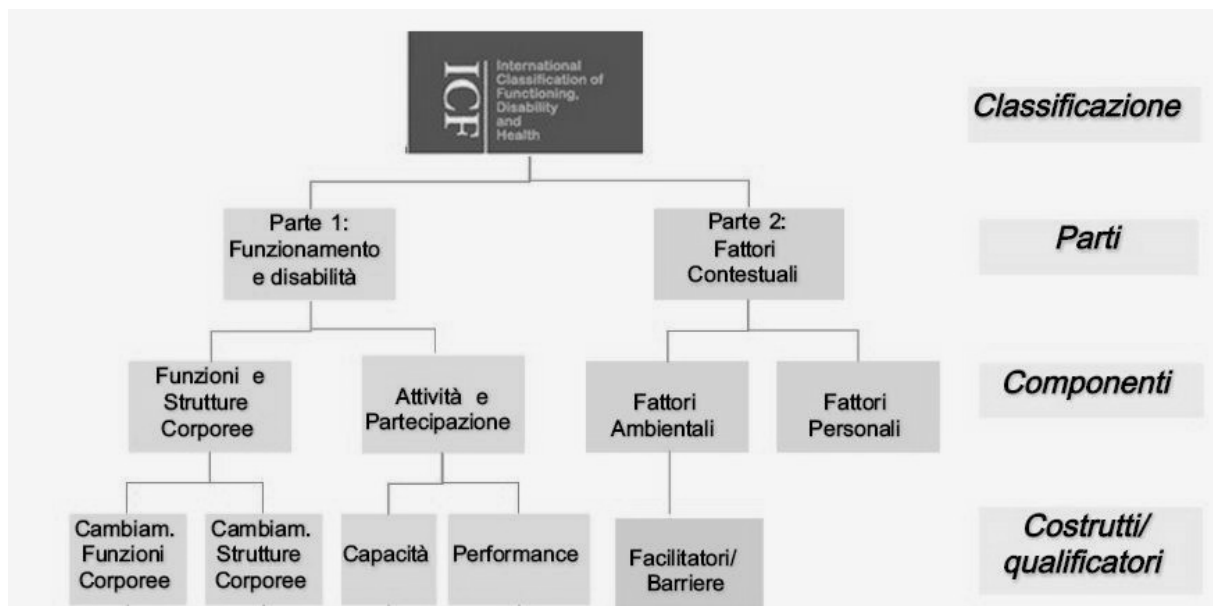 ICF
International
Classification of
Functioning,
Disability
and
Health
Classificazione
Parte 1:
Funzionamento
e disabilità
Parte 2:
Fattori
Contestuali
Parti
Funzioni e
Strutture
Corporee
Attività e
Partecipazione
Fattori
Ambientali
Fattori
Personali
Componenti
Cambiam.
Funzioni
Corporee
Cambiam.
Strutture
Corporee
Capacità
Performance
Facilitatori/
Barriere
Costrutti/
qualificatori